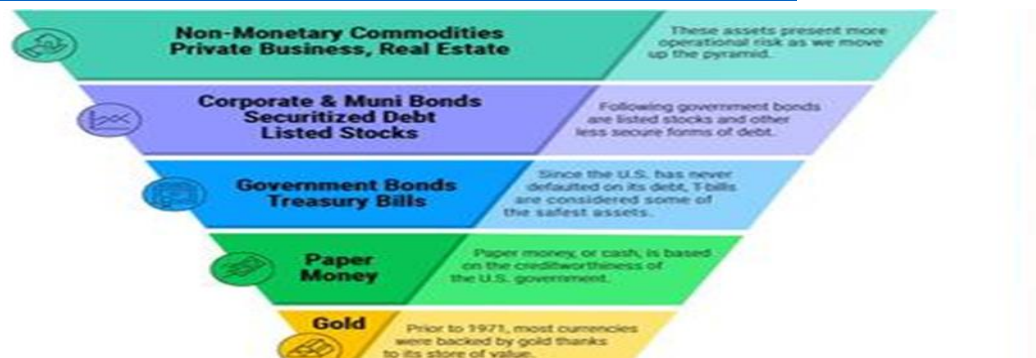 Non-Monetary Commodities
Private Business, Real Estate
These assets present more
operational risk as we move
up the pyramid.
Corporate & Muni Bonds
Securitized Debt
Listed Stocks
Following government bonds
are listed stocks and other
less secure forms of debt.
Government Bonds
Treasury Bills
Since the U.S. has never
defaulted on its debt, T-bills
are considered some of
the safest assets.
Paper
Money
Paper money, or cash, is based
on the creditworthiness of
the U.S. government.
Gold
Prior to 1971, most currencies
were backed by gold thanks
to its store of value.